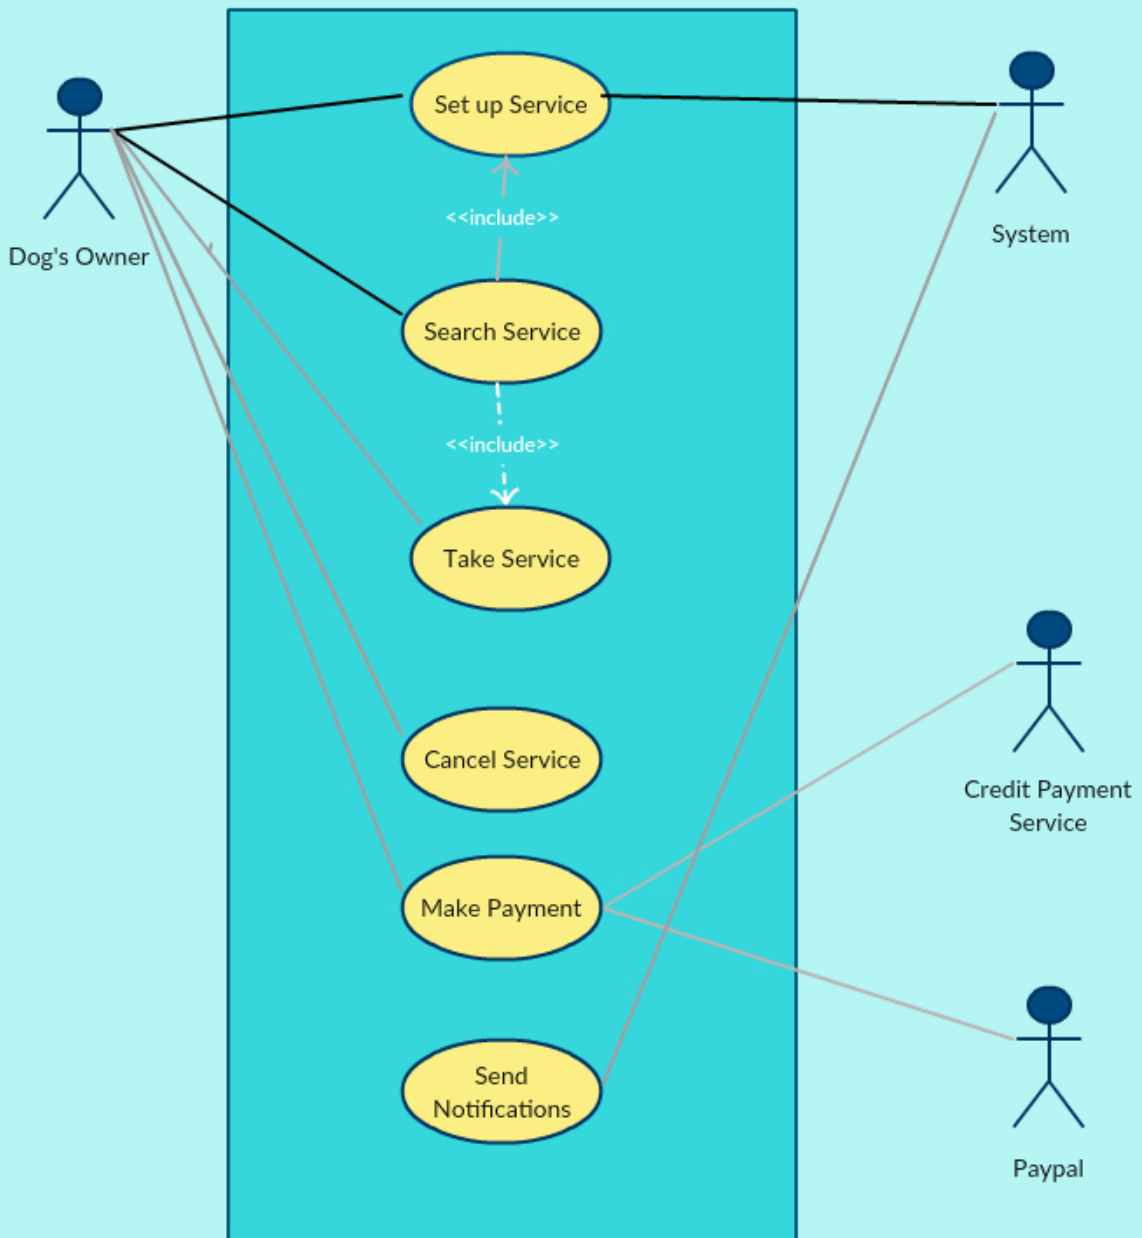 Set up Service
Dog's Owner
System
<<include>>
Search Service
<<include>>
Take Service
Cancel Service
Credit Payment
Service
Make Payment
Send
Notifications
Paypal